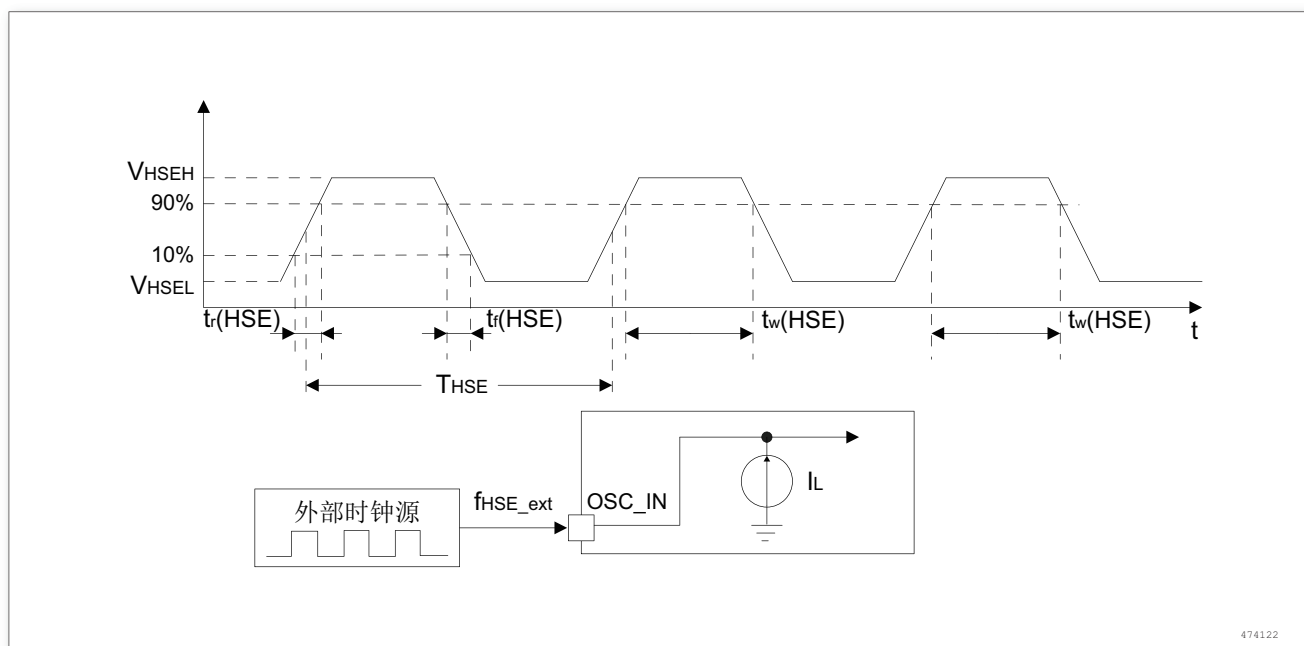 VHSEH
90%
10%
VHSEL
tr(HSE)
tf(HSE)
tw(HSE)
tw(HSE)
t
THSE
外部时钟源
fHSE_ext
OSC_IN
IL
474122